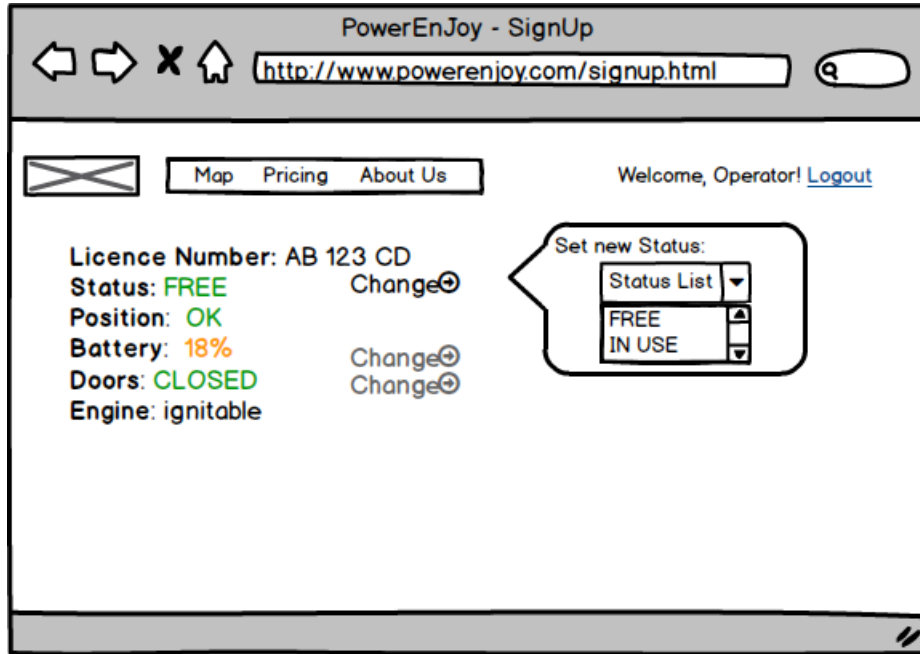 PowerEnJoy - SignUp
http://www.powerenjoy.com/signup.html
Map Pricing About Us
Welcome, Operator! Logout
Licence Number: AB 123 CD
Status: FREE Change
Position: OK
Battery: 18%
Change
Doors: CLOSED Change
Engine: ignitable
Set new Status:
Status List
FREE
IN USE